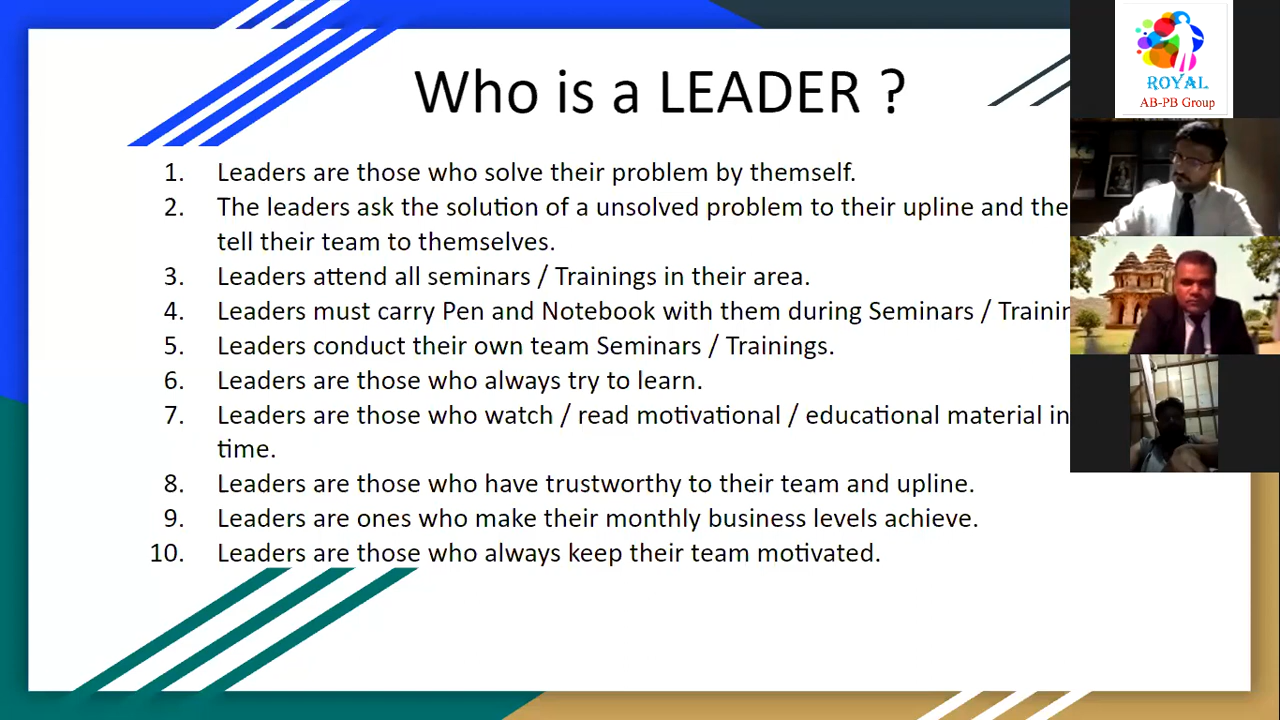 Who is a LEADER ?
1. Leaders are those who solve their problem by themself.
2. The leaders ask the solution of a unsolved problem to their upline and the
tell their team to themselves.
3. Leaders attend all seminars / Trainings in their area.
4. Leaders must carry Pen and Notebook with them during Seminars /
5. Leaders conduct their own team Seminars / Trainings.
6. Leaders are those who always try to learn.
7. Leaders are those who watch / read motivational / educational material in
time.
8. Leaders are those who have trustworthy to their team and upline.
9. Leaders are ones who make their monthly business levels achieve.
10. Leaders are those who always keep their team motivated.
ROYAL
AB-PB Group